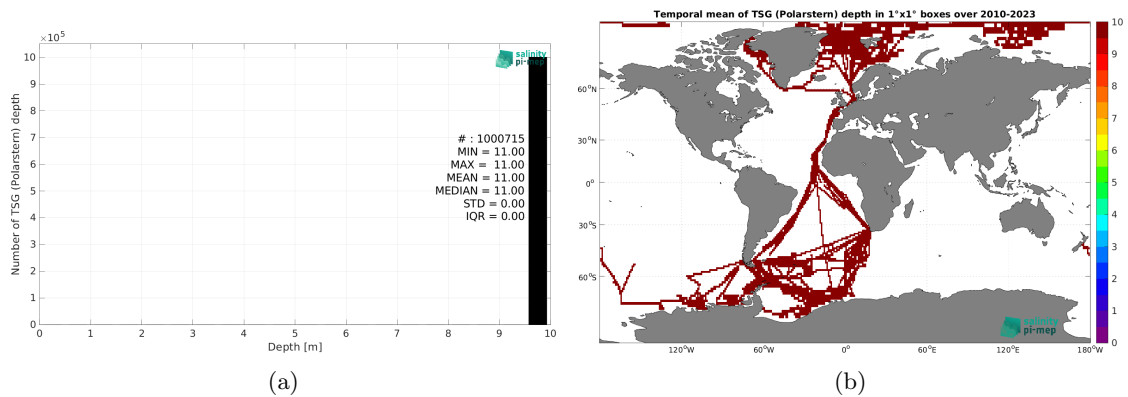 ×10⁵
10
9
8
7
6
5
4
3
2
1
0
Number of TSG (Polarstern) depth
salinity
pi-mep
# : 1000715
MIN = 11.00
MAX = 11.00
MEAN = 11.00
MEDIAN = 11.00
STD = 0.00
IQR = 0.00
0 1 2 3 4 5 6 7 8 9 10
Depth [m]
(a)
Temporal mean of TSG (Polarstern) depth in 1°x1° boxes over 2010-2023
60°N
30°N
0°
30°S
60°S
120°W 60°W 0° 60°E 120°E 180°W
salinity
pi-mep
10
9
8
7
6
5
4
3
2
1
0
(b)